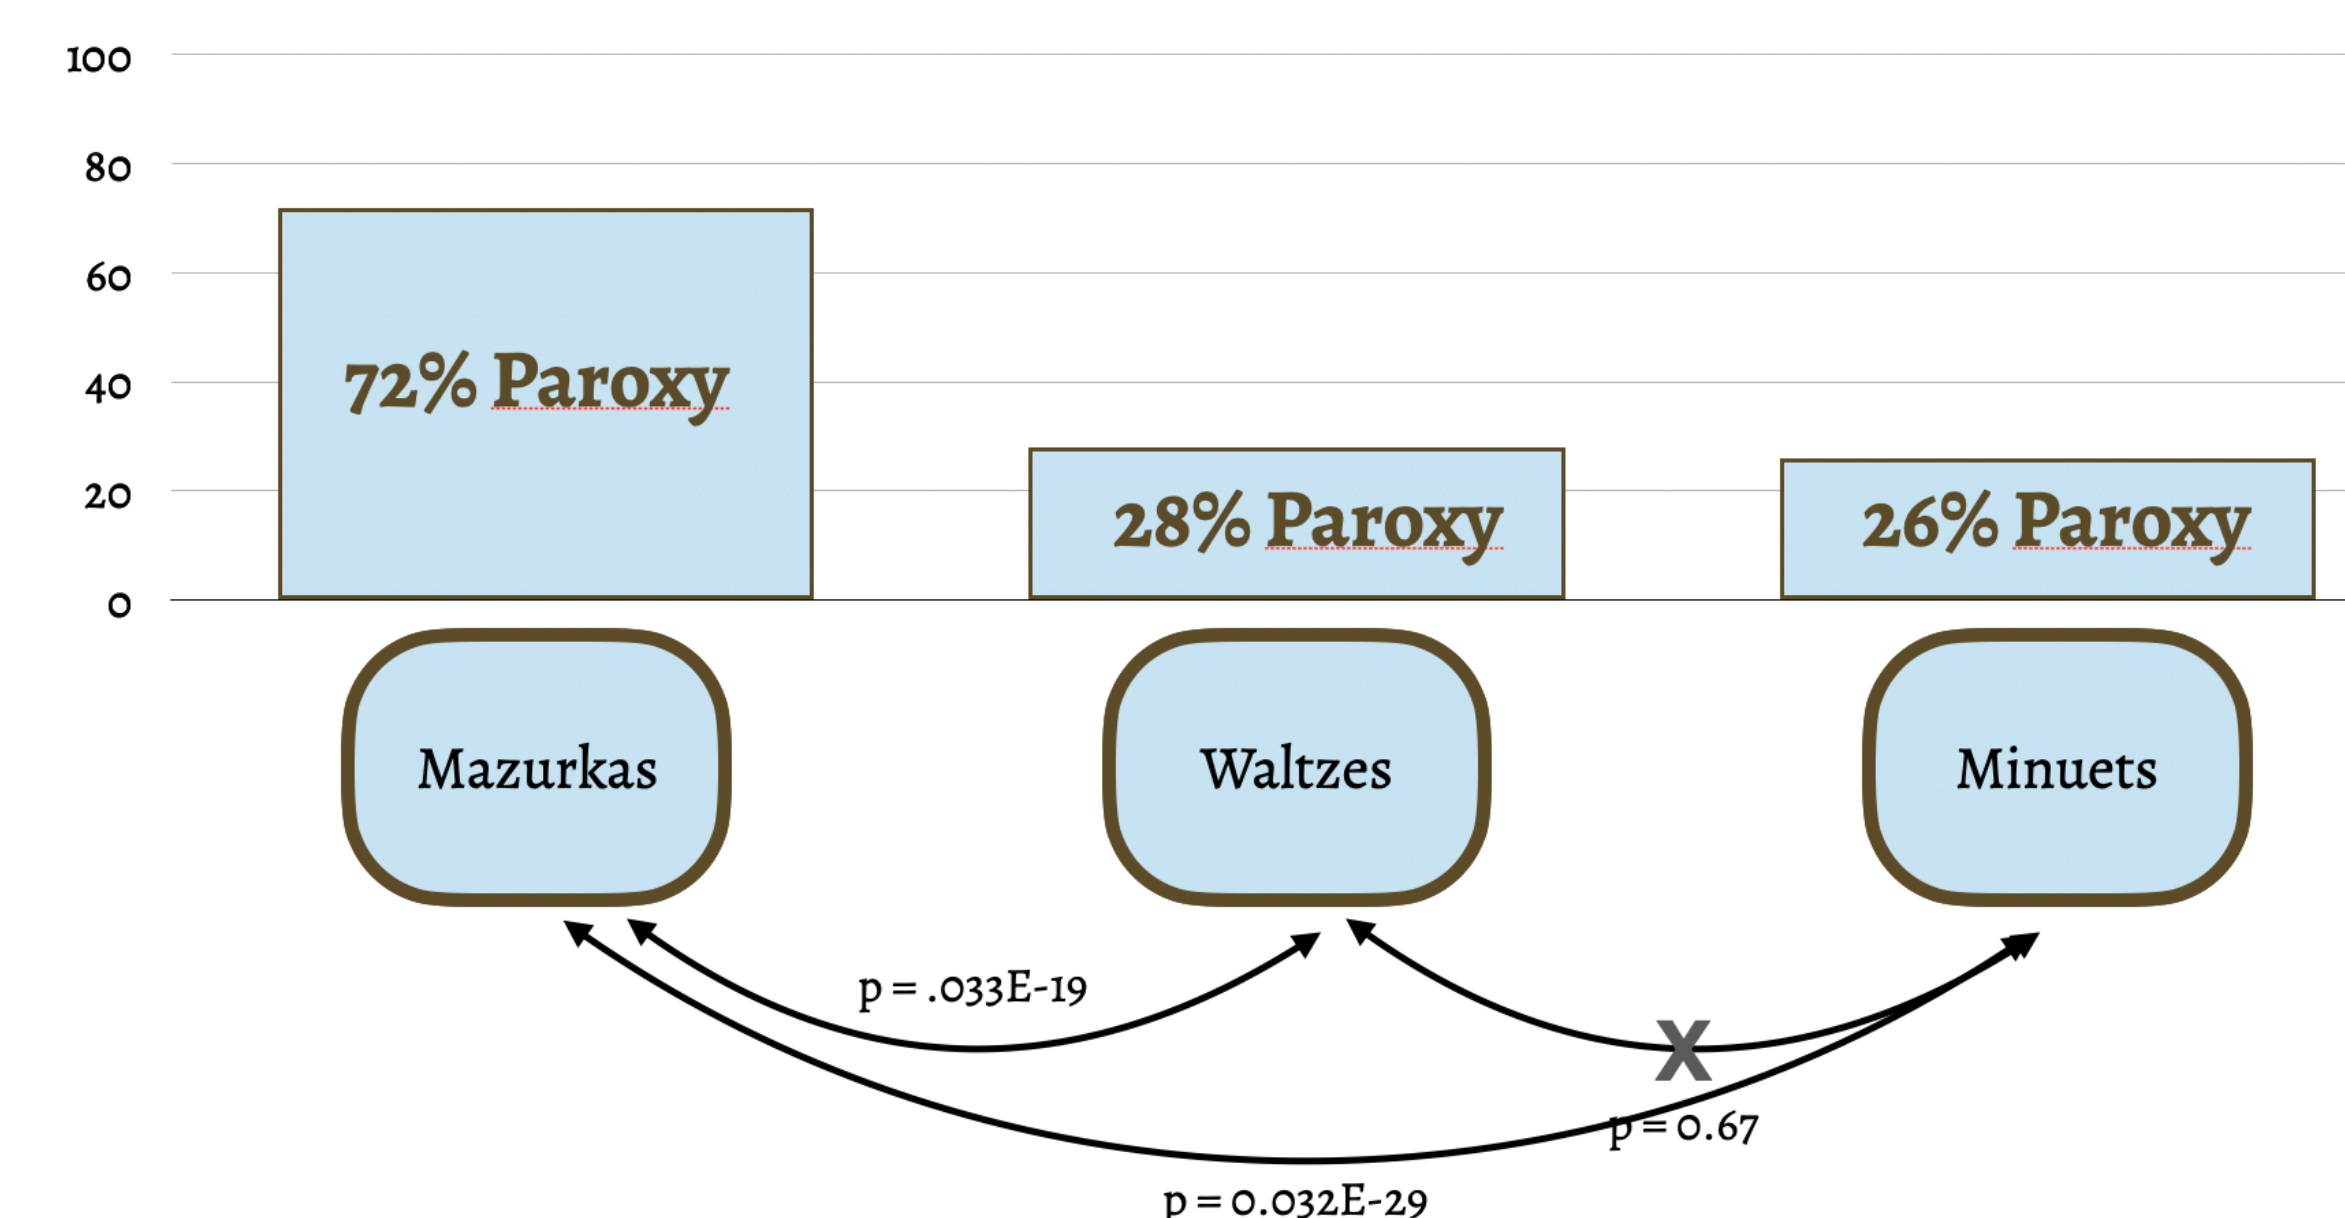 100
80
60
40
20
0
72% Paroxy
28% Paroxy
26% Paroxy
Mazurkas
Waltzes
Minuets
p = .033E-19
X
p = 0.67
p = 0.032E-29